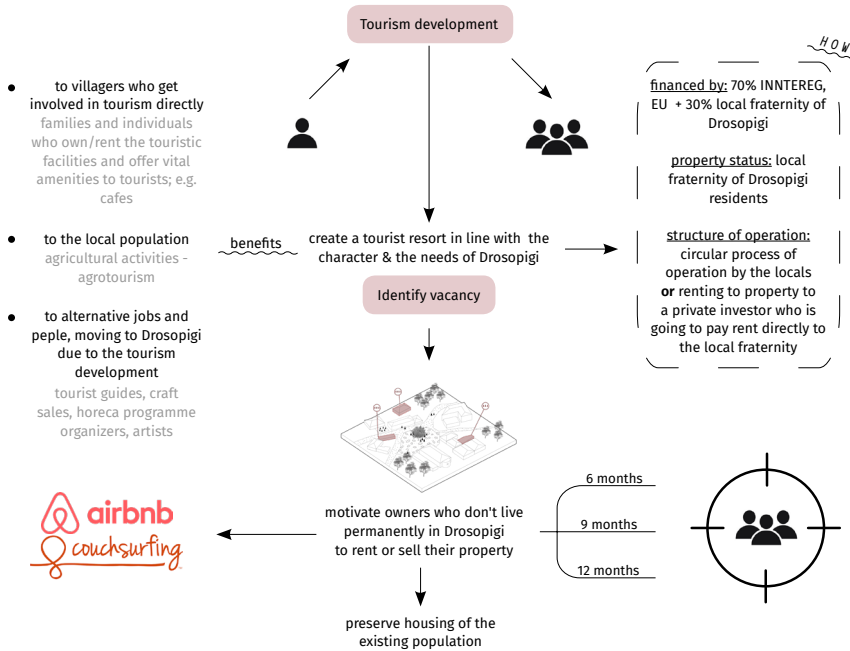 Tourism development
HOW
to villagers who get
involved in tourism directly
families and individuals
who own/rent the touristic
facilities and offer vital
amenities to tourists; e.g.
cafes
to the local population
agricultural activities -
agrotourism
to alternative jobs and
peple, moving to Drosopigi
due to the tourism
development
tourist guides, craft
sales, horeca programme
organizers, artists
benefits
create a tourist resort in line with the
character & the needs of Drosopigi
financed by: 70% INNTEREG,
EU + 30% local fraternity of
Drosopigi
property status: local
fraternity of Drosopigi
residents
structure of operation:
circular process of
operation by the locals
or renting to property to
a private investor who is
going to pay rent directly to
the local fraternity
Identify vacancy
airbnb
couchsurfing
motivate owners who don't live
permanently in Drosopigi
to rent or sell their property
6 months
9 months
12 months
preserve housing of the
existing population